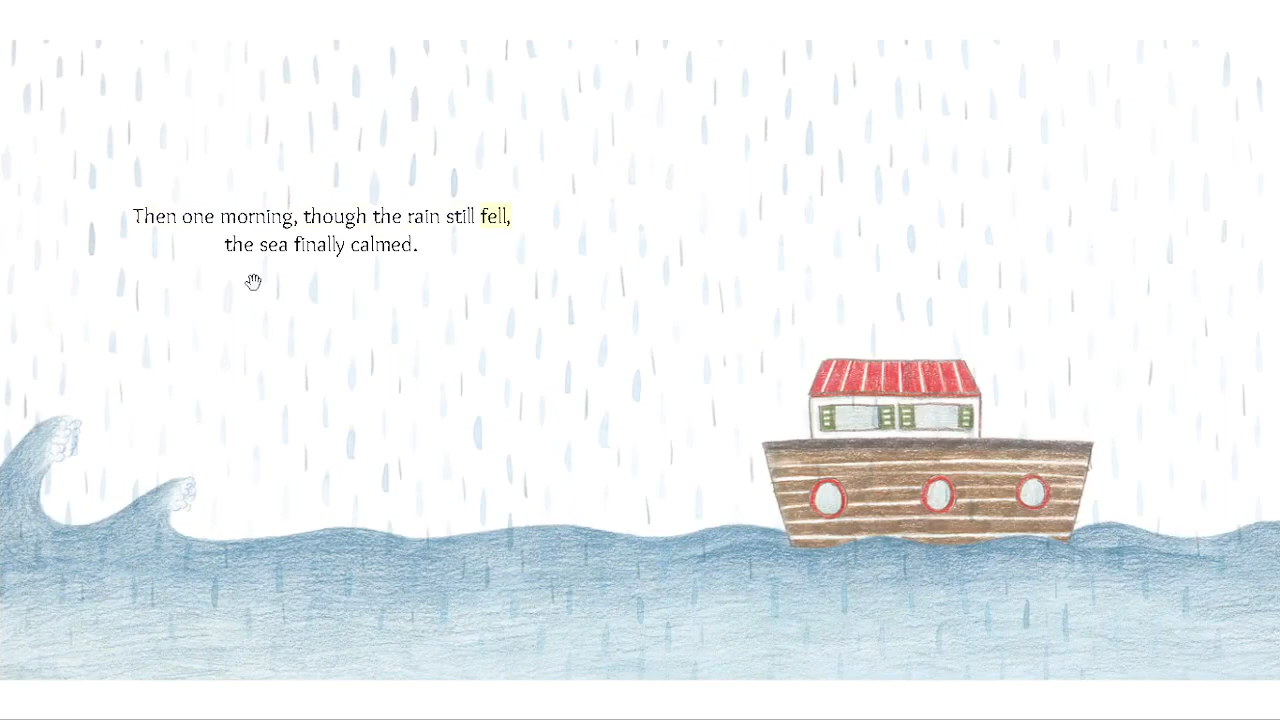 Then one morning, though the rain still fell,
the sea finally calmed.